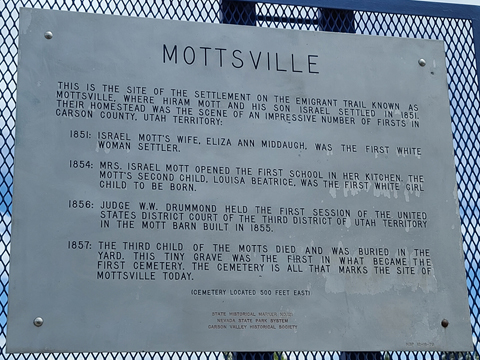 MOTTSVILLE
THIS IS THE SITE OF THE SETTLEMENT ON THE EMIGRANT TRAIL KNOWN AS
MOTTSVILLE, WHERE HIRAM MOTT AND HIS SON ISRAEL SETTLED IN 1851.
THEIR HOMESTEAD WAS THE SCENE OF AN IMPRESSIVE NUMBER OF FIRSTS IN
CARSON COUNTY, UTAH TERRITORY:
1851: ISRAEL MOTT'S WIFE, ELIZA ANN MIDDAUGH, WAS THE FIRST WHITE
WOMAN SETTLER.
1854: MRS. ISRAEL MOTT OPENED THE FIRST SCHOOL IN HER KITCHEN. THE
MOTT'S SECOND CHILD, LOUISA BEATRICE, WAS THE FIRST WHITE GIRL
CHILD TO BE BORN.
1856: JUDGE W.W. DRUMMOND HELD THE FIRST SESSION OF THE UNITED
STATES DISTRICT COURT OF THE THIRD DISTRICT OF UTAH TERRITORY
IN THE MOTT BARN BUILT IN 1855.
1857: THE THIRD CHILD OF THE MOTTS DIED AND WAS BURIED IN THE
YARD. THIS TINY GRAVE WAS THE FIRST IN WHAT BECAME THE
FIRST CEMETERY. THE CEMETERY IS ALL THAT MARKS THE SITE OF
MOTTSVILLE TODAY.
(CEMETERY LOCATED 500 FEET EAST)
STATE HISTORICAL MARKER NO.
NEVADA STATE PARK SYSTEM
CARSON VALLEY HISTORICAL SOCIETY